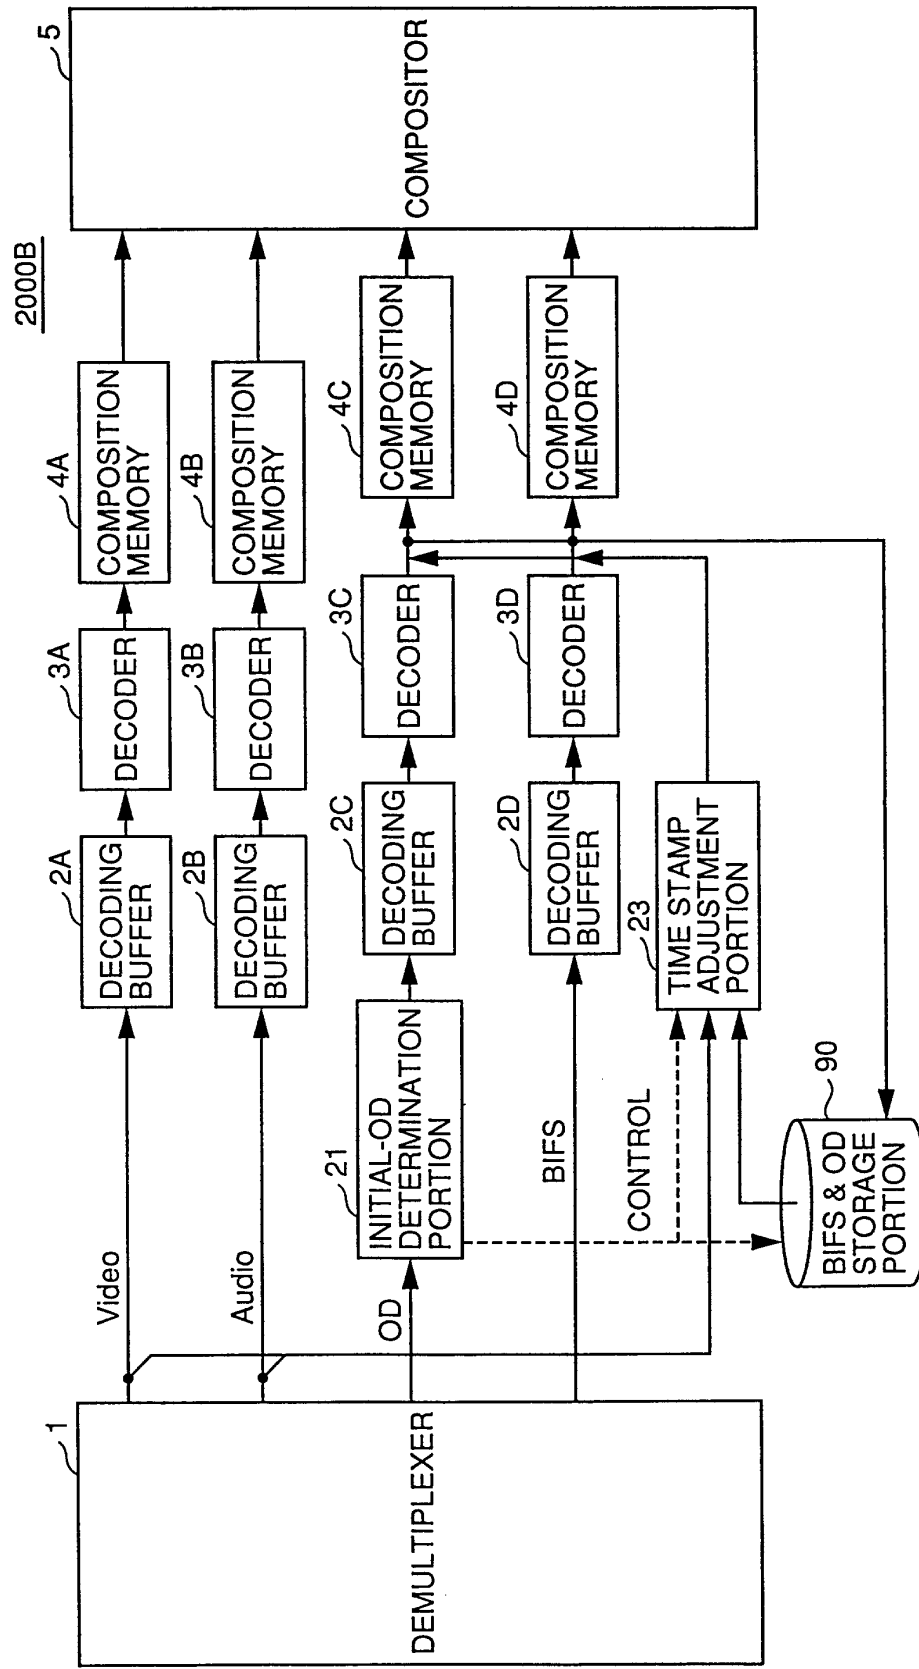 2000B
1
DEMULTIPLEXER
Video
2A
DECODING
BUFFER
3A
DECODER
4A
COMPOSITION
MEMORY
5
COMPOSITOR
Audio
2B
DECODING
BUFFER
3B
DECODER
4B
COMPOSITION
MEMORY
OD
21
INITIAL-OD
DETERMINATION
PORTION
2C
DECODING
BUFFER
3C
DECODER
4C
COMPOSITION
MEMORY
BIFS
2D
DECODING
BUFFER
3D
DECODER
4D
COMPOSITION
MEMORY
CONTROL
23
TIME STAMP
ADJUSTMENT
PORTION
90
BIFS & OD
STORAGE
PORTION